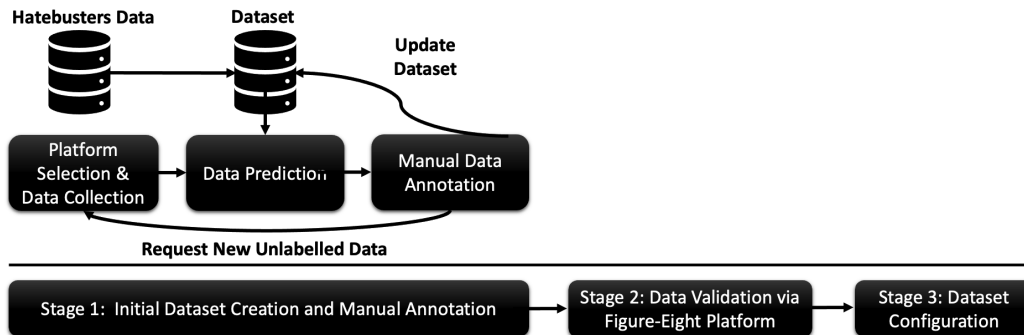 Hatebusters Data
Dataset
Update
Dataset
Platform
Selection &
Data Collection
Data Prediction
Manual Data
Annotation
Request New Unlabelled Data
Stage 1: Initial Dataset Creation and Manual Annotation
Stage 2: Data Validation via
Figure-Eight Platform
Stage 3: Dataset
Configuration